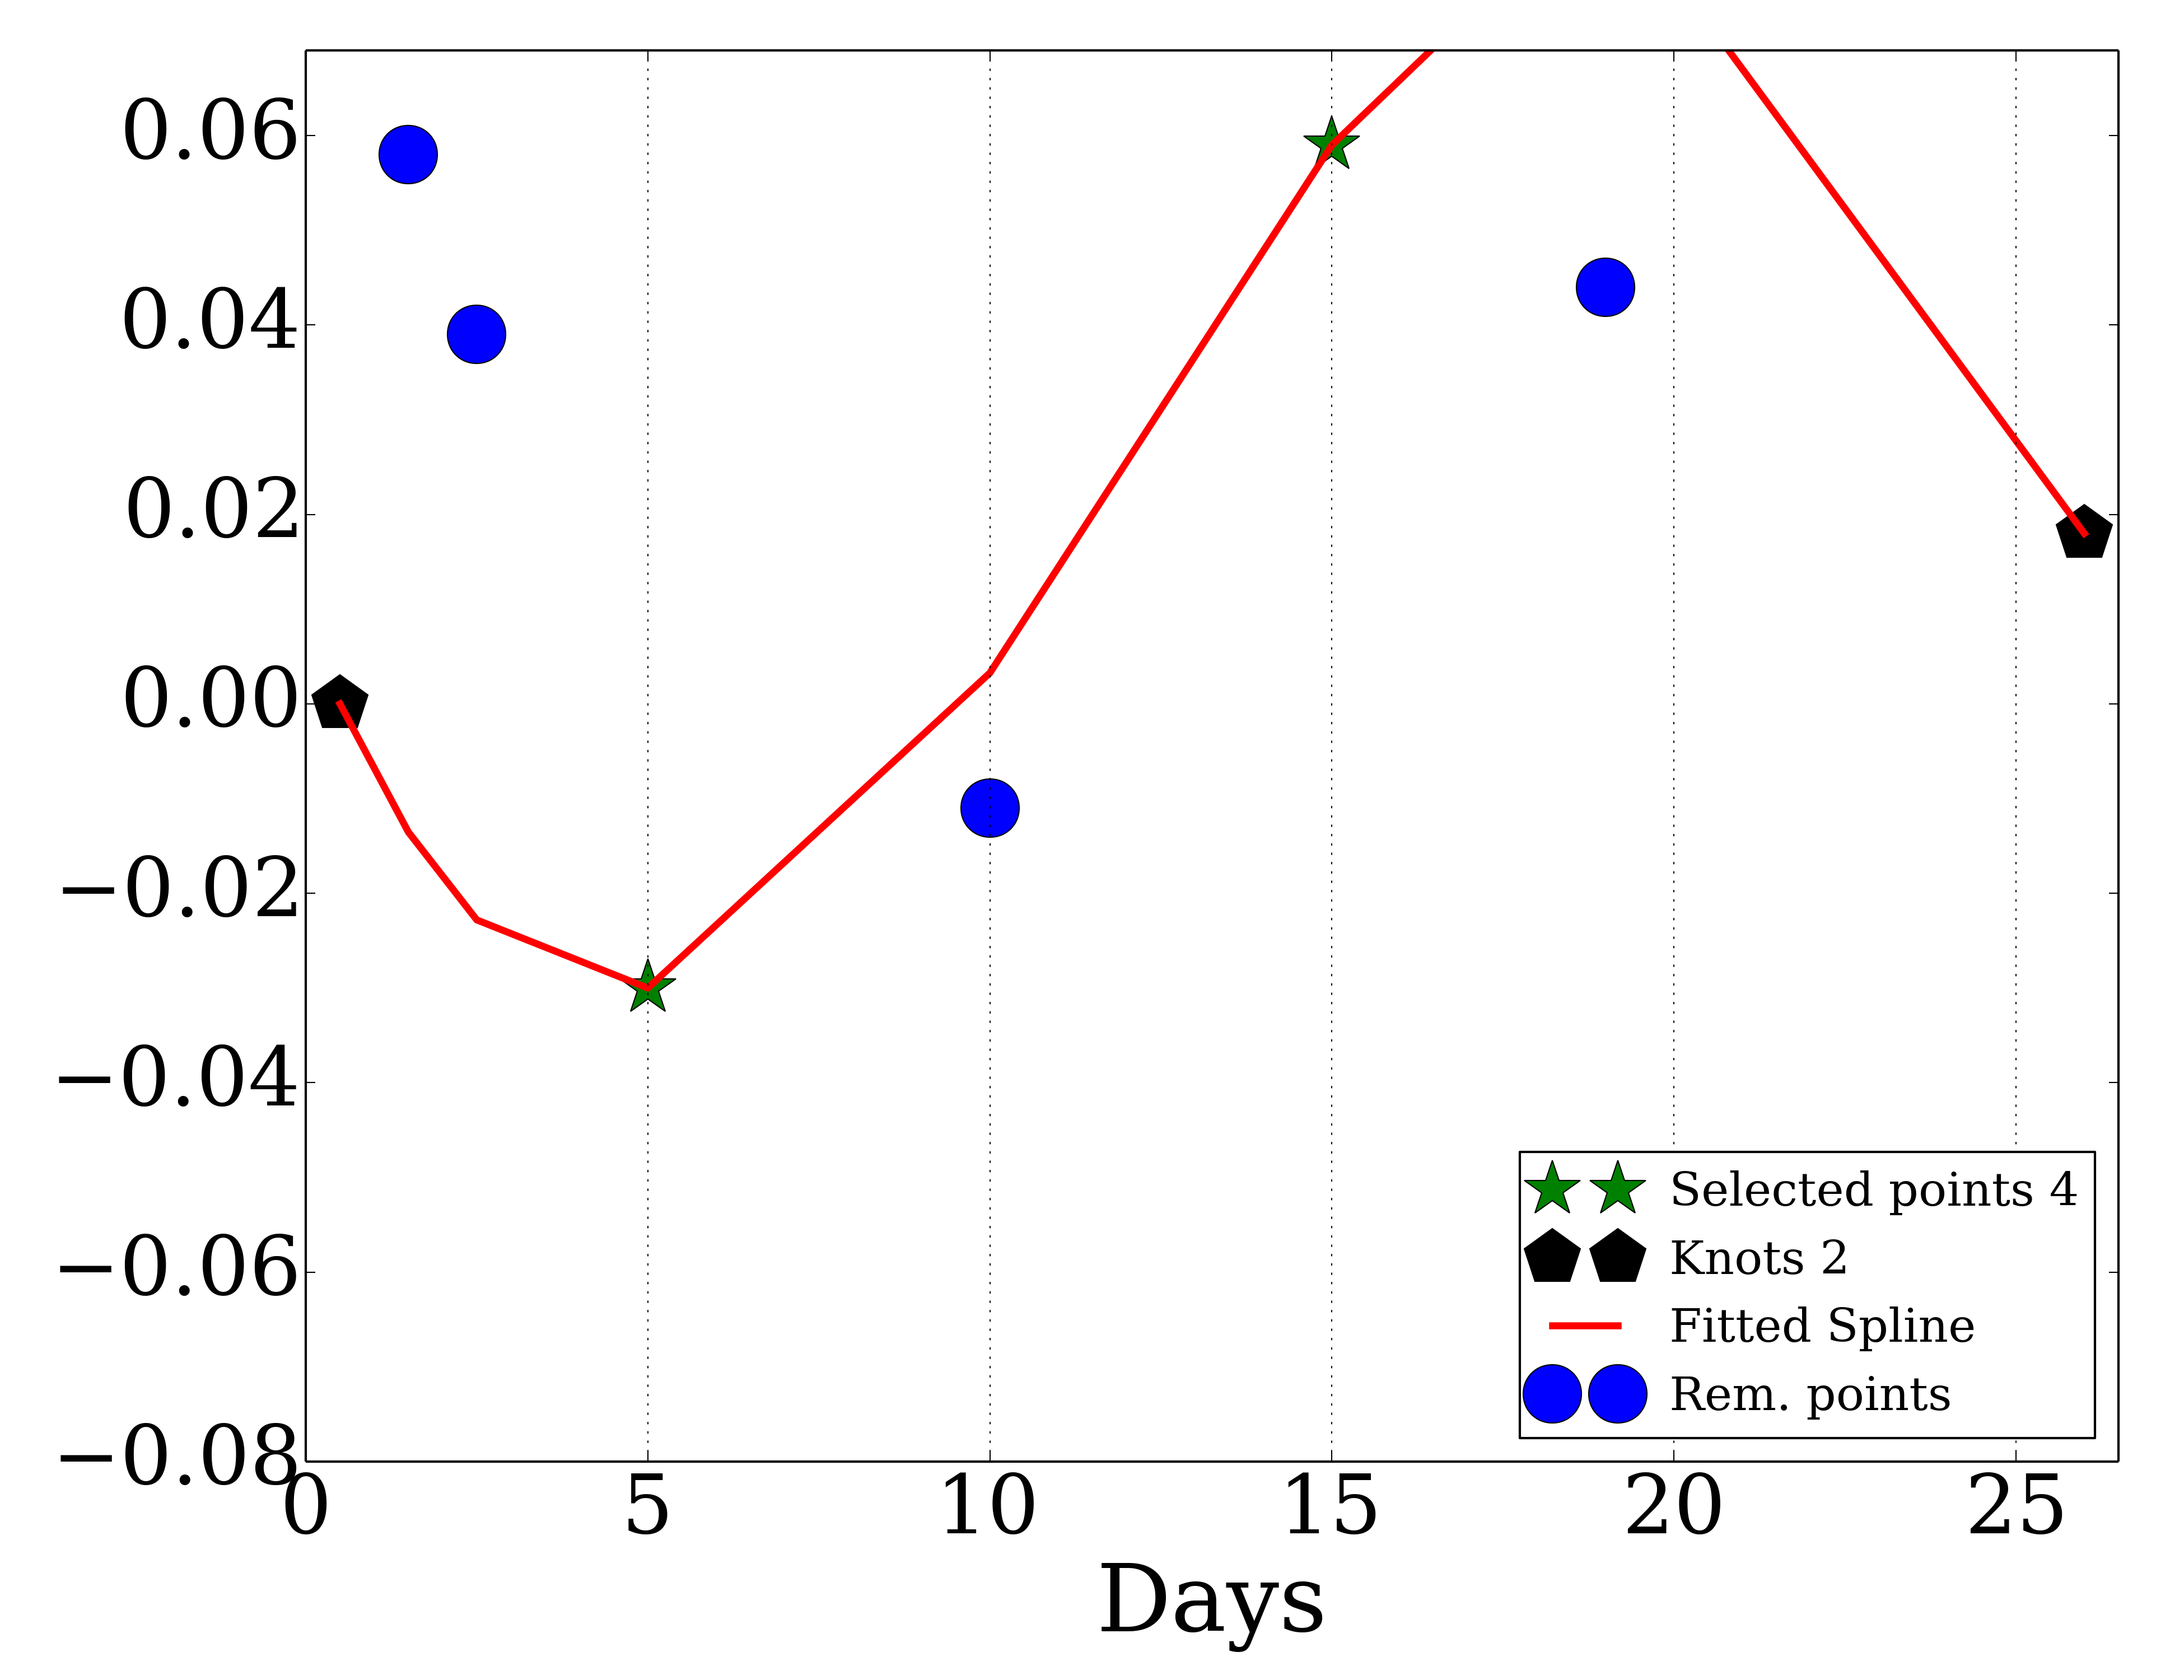 0.06
0.04
0.02
0.00
−0.02
−0.04
−0.06
−0.08
0 5 10 15 20 25
Days
Selected points 4
Knots 2
Fitted Spline
Rem. points